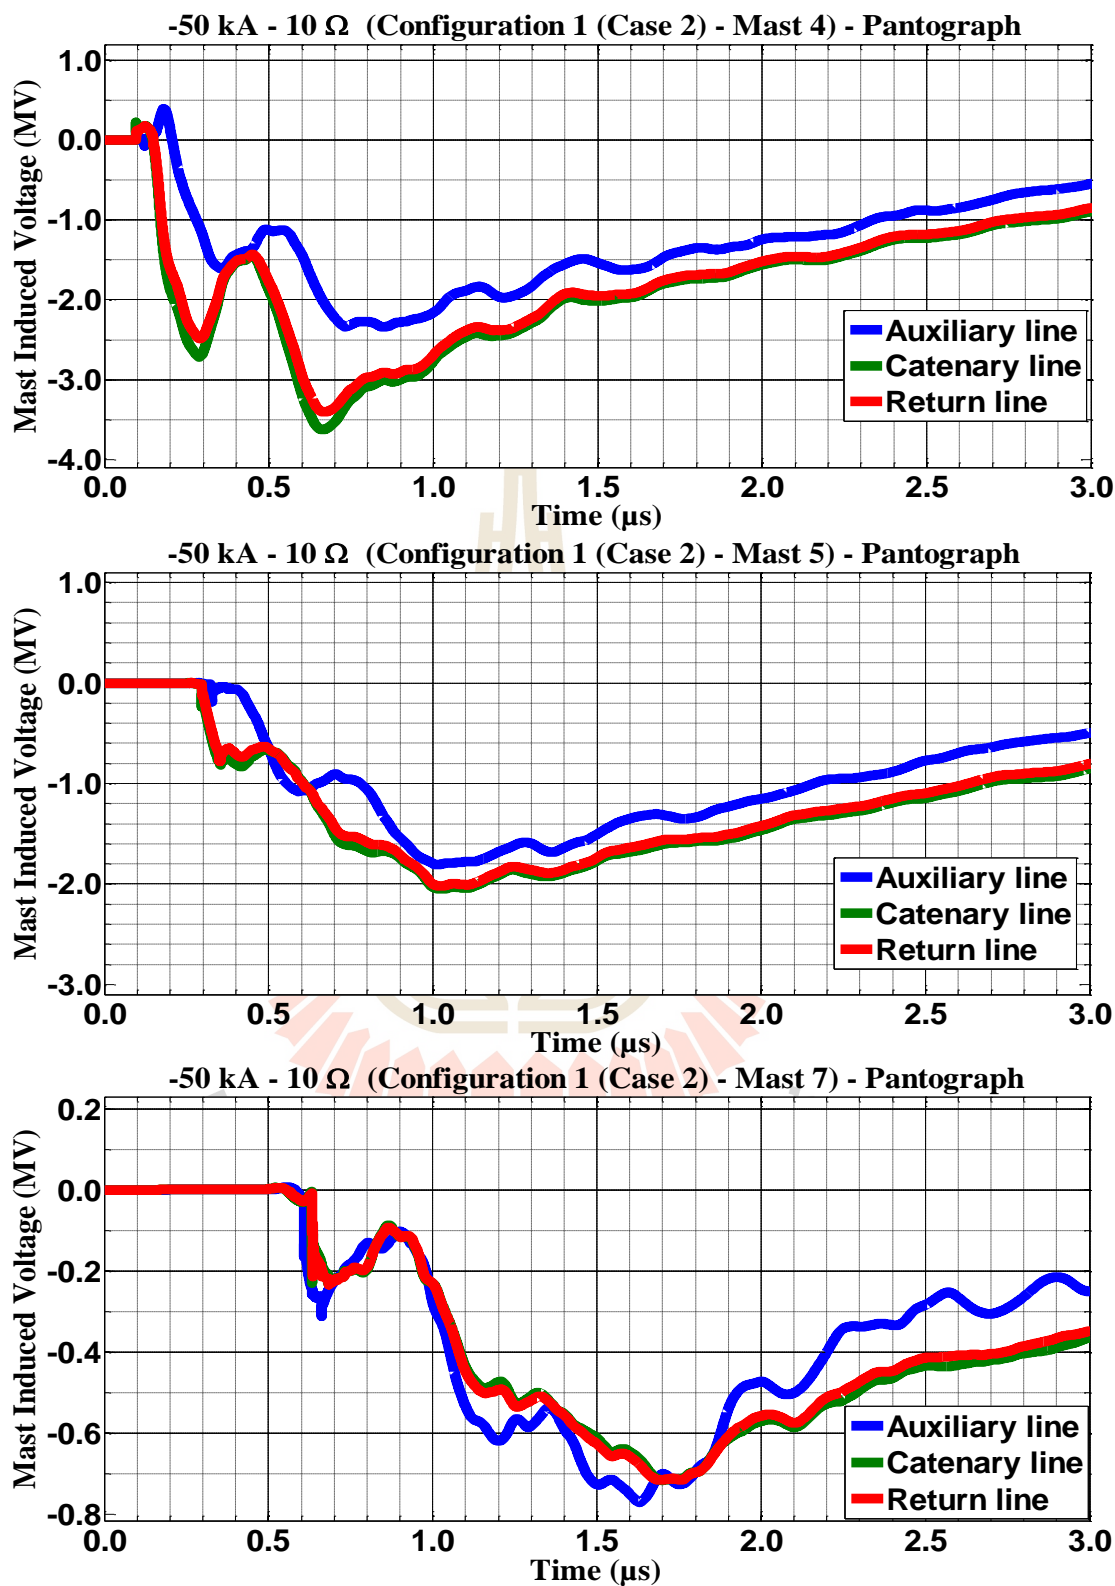 -50 kA - 10 Ω (Configuration 1 (Case 2) - Mast 4) - Pantograph
Mast Induced Voltage (MV)
1.0
0.0
-1.0
-2.0
-3.0
-4.0
Auxiliary line
Catenary line
Return line
0.0 0.5 1.0 1.5 2.0 2.5 3.0
Time (μs)
-50 kA - 10 Ω (Configuration 1 (Case 2) - Mast 5) - Pantograph
Mast Induced Voltage (MV)
1.0
0.0
-1.0
-2.0
-3.0
Auxiliary line
Catenary line
Return line
0.0 0.5 1.0 1.5 2.0 2.5 3.0
Time (μs)
-50 kA - 10 Ω (Configuration 1 (Case 2) - Mast 7) - Pantograph
Mast Induced Voltage (MV)
0.2
0.0
-0.2
-0.4
-0.6
-0.8
Auxiliary line
Catenary line
Return line
0.0 0.5 1.0 1.5 2.0 2.5 3.0
Time (μs)